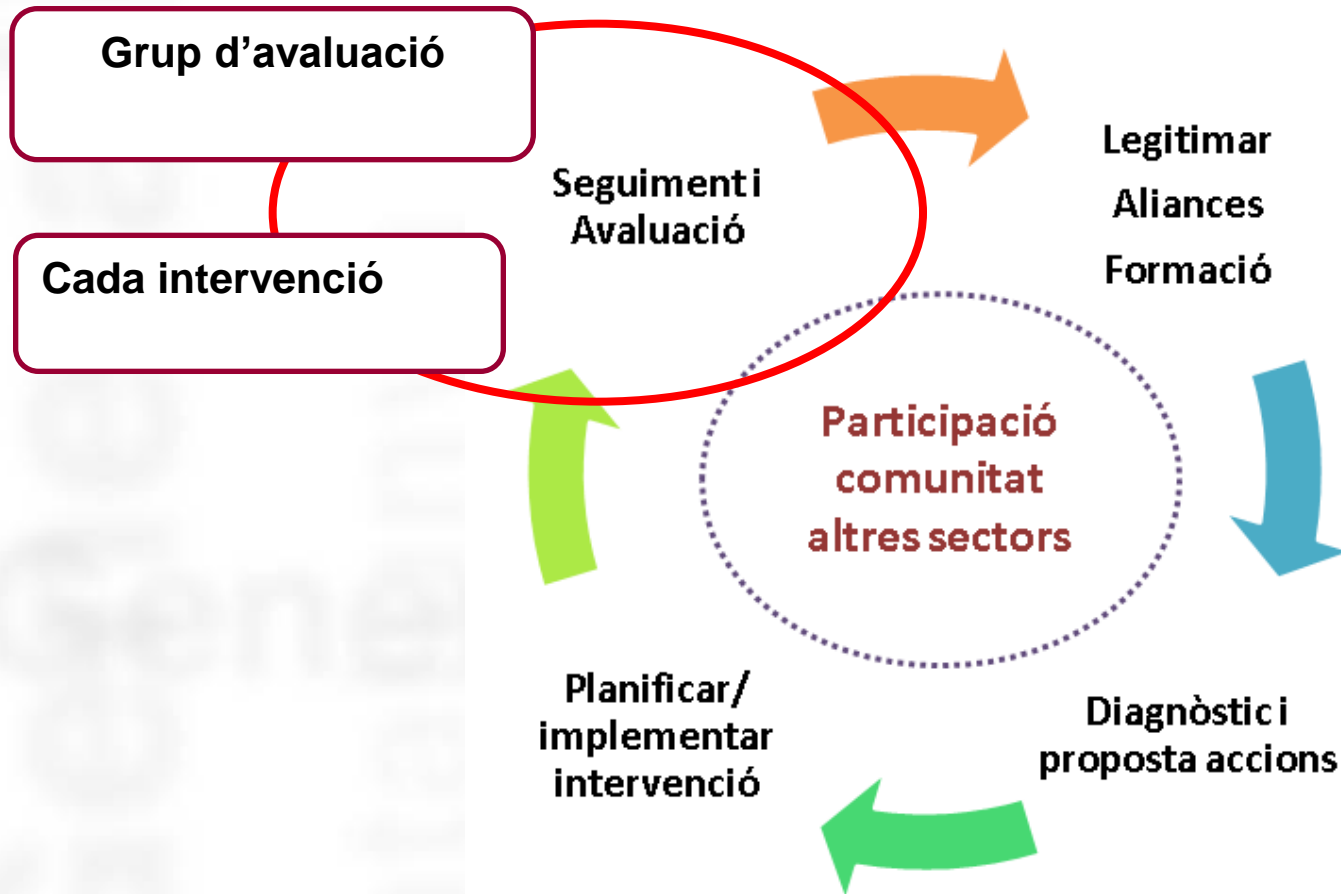 Grup d’avaluació
Cada intervenció
Seguiment i
Avaluació
Legitimar
Aliances
Formació
Participació
comunitat
altres sectors
Diagnòstic i
proposta accions
Planificar/
implementar
intervenció